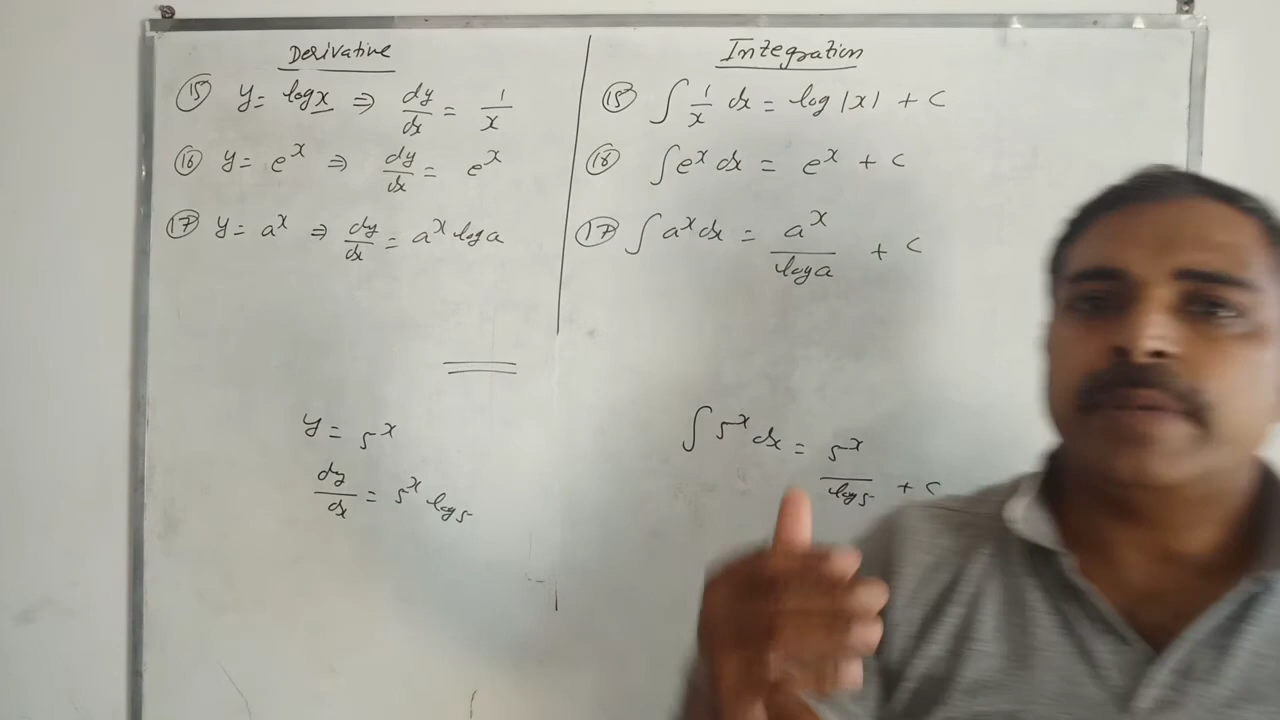 Derivative
⑮ y = log x ⇒ dy/dx = 1/x
⑯ y = e^x ⇒ dy/dx = e^x
⑰ y = a^x ⇒ dy/dx = a^x log a
y = 5^x
dy/dx = 5^x log 5
Integration
⑮ ∫ 1/x dx = log |x| + c
⑯ ∫ e^x dx = e^x + c
⑰ ∫ a^x dx = a^x / log a + c
∫ 5^x dx = 5^x / log 5 + c